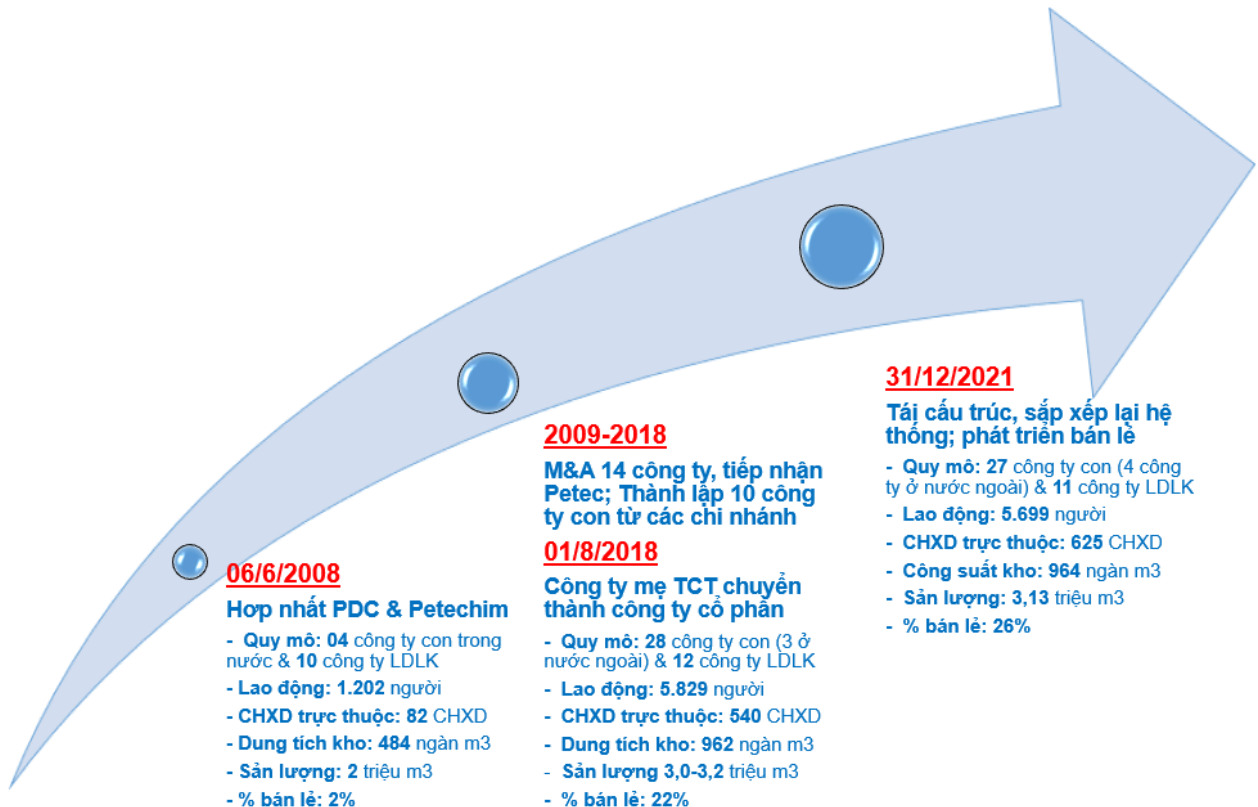 06/6/2008
Hợp nhất PDC & Petechim
- Quy mô: 04 công ty con trong
nước & 10 công ty LDLK
- Lao động: 1.202 người
- CHXD trực thuộc: 82 CHXD
- Dung tích kho: 484 ngàn m3
- Sản lượng: 2 triệu m3
- % bán lẻ: 2%
2009-2018
M&A 14 công ty, tiếp nhận
Petec; Thành lập 10 công
ty con từ các chi nhánh
01/8/2018
Công ty mẹ TCT chuyển
thành công ty cổ phần
- Quy mô: 28 công ty con (3 ở
nước ngoài) & 12 công ty LDLK
- Lao động: 5.829 người
- CHXD trực thuộc: 540 CHXD
- Dung tích kho: 962 ngàn m3
- Sản lượng 3,0-3,2 triệu m3
- % bán lẻ: 22%
31/12/2021
Tái cấu trúc, sắp xếp lại hệ
thống; phát triển bán lẻ
- Quy mô: 27 công ty con (4 công
ty ở nước ngoài) & 11 công ty LDLK
- Lao động: 5.699 người
- CHXD trực thuộc: 625 CHXD
- Công suất kho: 964 ngàn m3
- Sản lượng: 3,13 triệu m3
- % bán lẻ: 26%